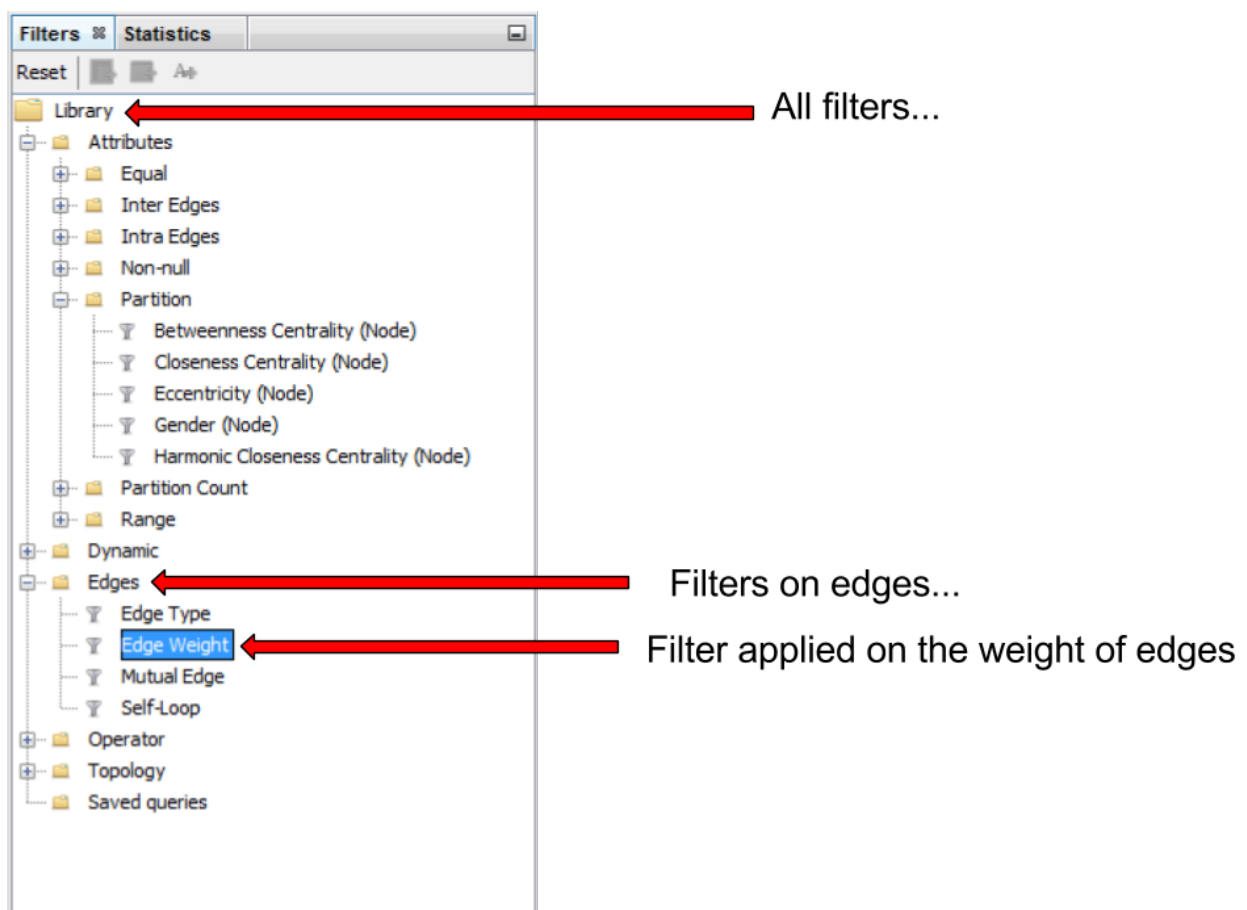 Filters Statistics
Reset A
Library
All filters...
Attributes
Equal
Inter Edges
Intra Edges
Non-null
Partition
Betweenness Centrality (Node)
Closeness Centrality (Node)
Eccentricity (Node)
Gender (Node)
Harmonic Closeness Centrality (Node)
Partition Count
Range
Dynamic
Edges
Filters on edges...
Edge Type
Edge Weight
Filter applied on the weight of edges
Mutual Edge
Self-Loop
Operator
Topology
Saved queries